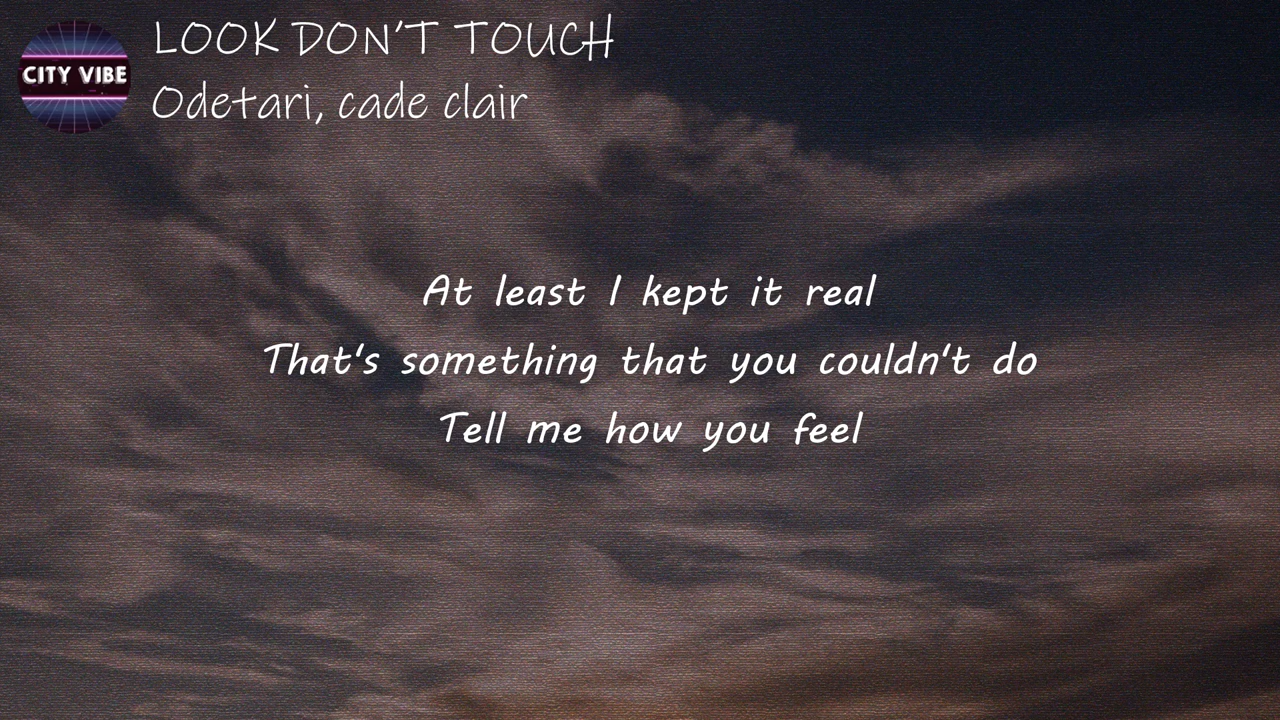 CITY VIBE
LOOK DON'T TOUCH
Odetari, cade clair
At least I kept it real
That's something that you couldn't do
Tell me how you feel